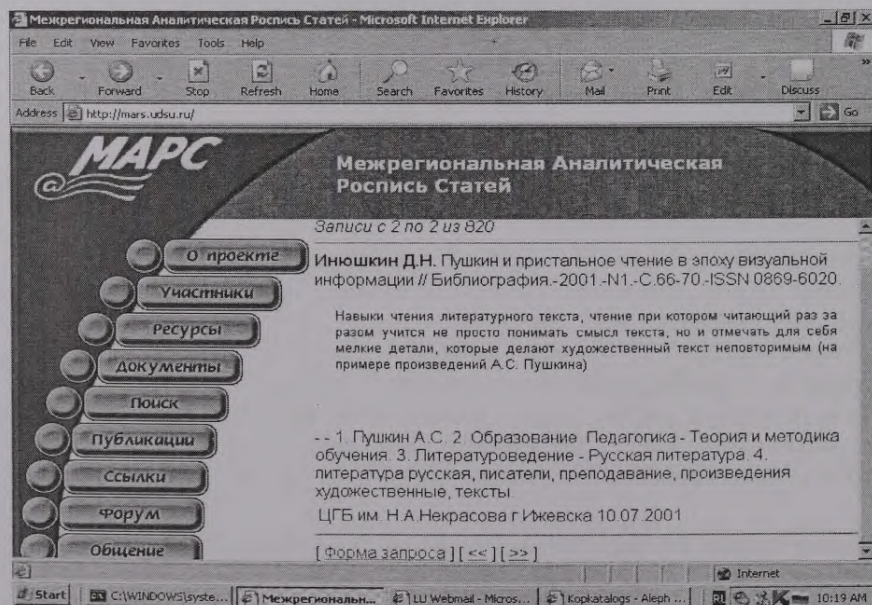 Межрегиональная Аналитическая Роспись Статей - Microsoft Internet Explorer
File Edit View Favorites Tools Help
Back Forward Stop Refresh Home Search Favorites History Mail Print Edit Discuss
Address http://mars.udsu.ru/ Go
МАРС
@
Межрегиональная Аналитическая
Роспись Статей
Записи с 2 по 2 из 820
О проекте
Участники
Ресурсы
Документы
Поиск
Публикации
Ссылки
Форум
Общение
Инюшкин Д.Н. Пушкин и пристальное чтение в эпоху визуальной
информации // Библиография.-2001.-N1.-С.66-70.-ISSN 0869-6020.
Навыки чтения литературного текста, чтение при котором читающий раз за
разом учится не просто понимать смысл текста, но и отмечать для себя
мелкие детали, которые делают художественный текст неповторимым (на
примере произведений А.С. Пушкина)
- - 1. Пушкин А.С. 2. Образование. Педагогика - Теория и методика
обучения. 3. Литературоведение - Русская литература. 4.
литература русская, писатели, преподавание, произведения
художественные, тексты.
ЦГБ им. Н.А.Некрасова г.Ижевска 10.07.2001
[ Форма запроса ] [ << ] [ >> ]
Internet
Start C:\WINDOWS\syste... Межрегиональн... LU Webmail - Micros... Kopkatalogs - Aleph ... RU 10:19 AM